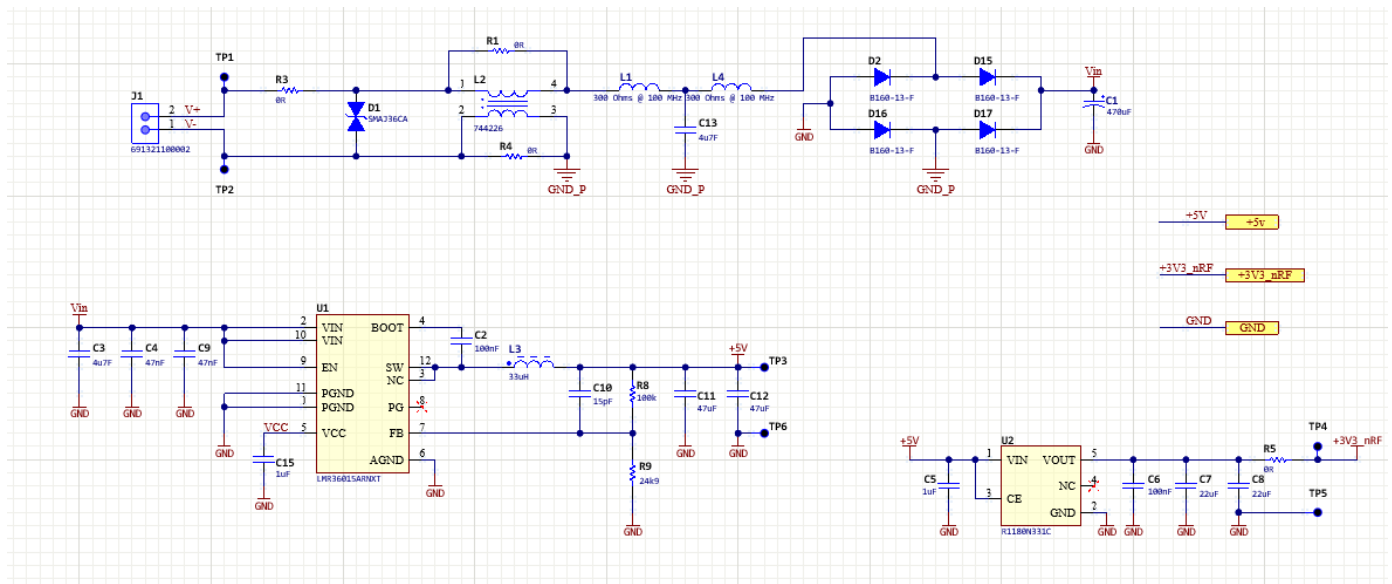 R1 0R
TP1
R3
0R
J1
2 V+
1 V-
691321100002
TP2
D1
SMAJ36CA
L2
1 4
2 3
744226
R4 0R
GND_P
L1
300 Ohms @ 100 MHz
L4
300 Ohms @ 100 MHz
C13
4u7F
GND_P
D2
B160-13-F
D15
B160-13-F
GND
D16
B160-13-F
D17
B160-13-F
GND_P
Vin
C1
470uF
GND
+5V +5v
+3V3_nRF +3V3_nRF
GND GND
Vin
C3
4u7F
GND
C4
47nF
GND
C9
47nF
GND
U1
2 VIN
10 VIN
9 EN
11 PGND
1 PGND
5 VCC
BOOT 4
SW 12
NC 3
PG 8
FB 7
AGND 6
LMR36015ARNXT
GND
VCC
C15
1uF
GND
GND
C2
100nF
L3
33uH
C10
15pF
R8
100k
R9
24k9
GND
C11
47uF
GND
+5V
C12
47uF
GND
TP3
TP6
+5V
C5
1uF
GND
U2
1 VIN
3 CE
VOUT 5
NC 4
GND 2
R1180N331C
GND
C6
100nF
GND
C7
22uF
GND
C8
22uF
GND
R5
0R
TP4
+3V3_nRF
TP5